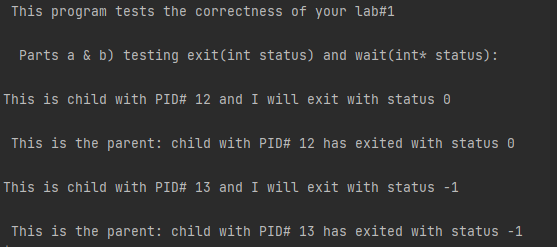 This program tests the correctness of your lab#1
Parts a & b) testing exit(int status) and wait(int* status):
This is child with PID# 12 and I will exit with status 0
This is the parent: child with PID# 12 has exited with status 0
This is child with PID# 13 and I will exit with status -1
This is the parent: child with PID# 13 has exited with status -1